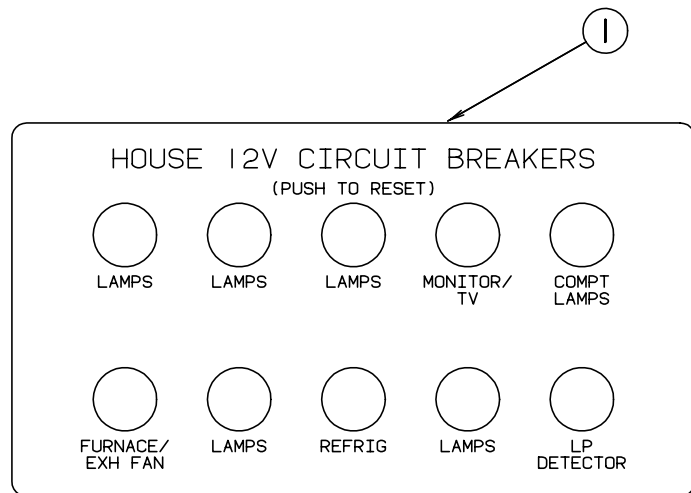 1
HOUSE 12V CIRCUIT BREAKERS
(PUSH TO RESET)
LAMPS LAMPS LAMPS MONITOR/ COMPT
TV LAMPS
FURNACE/ LAMPS REFRIG LAMPS LP
EXH FAN DETECTOR